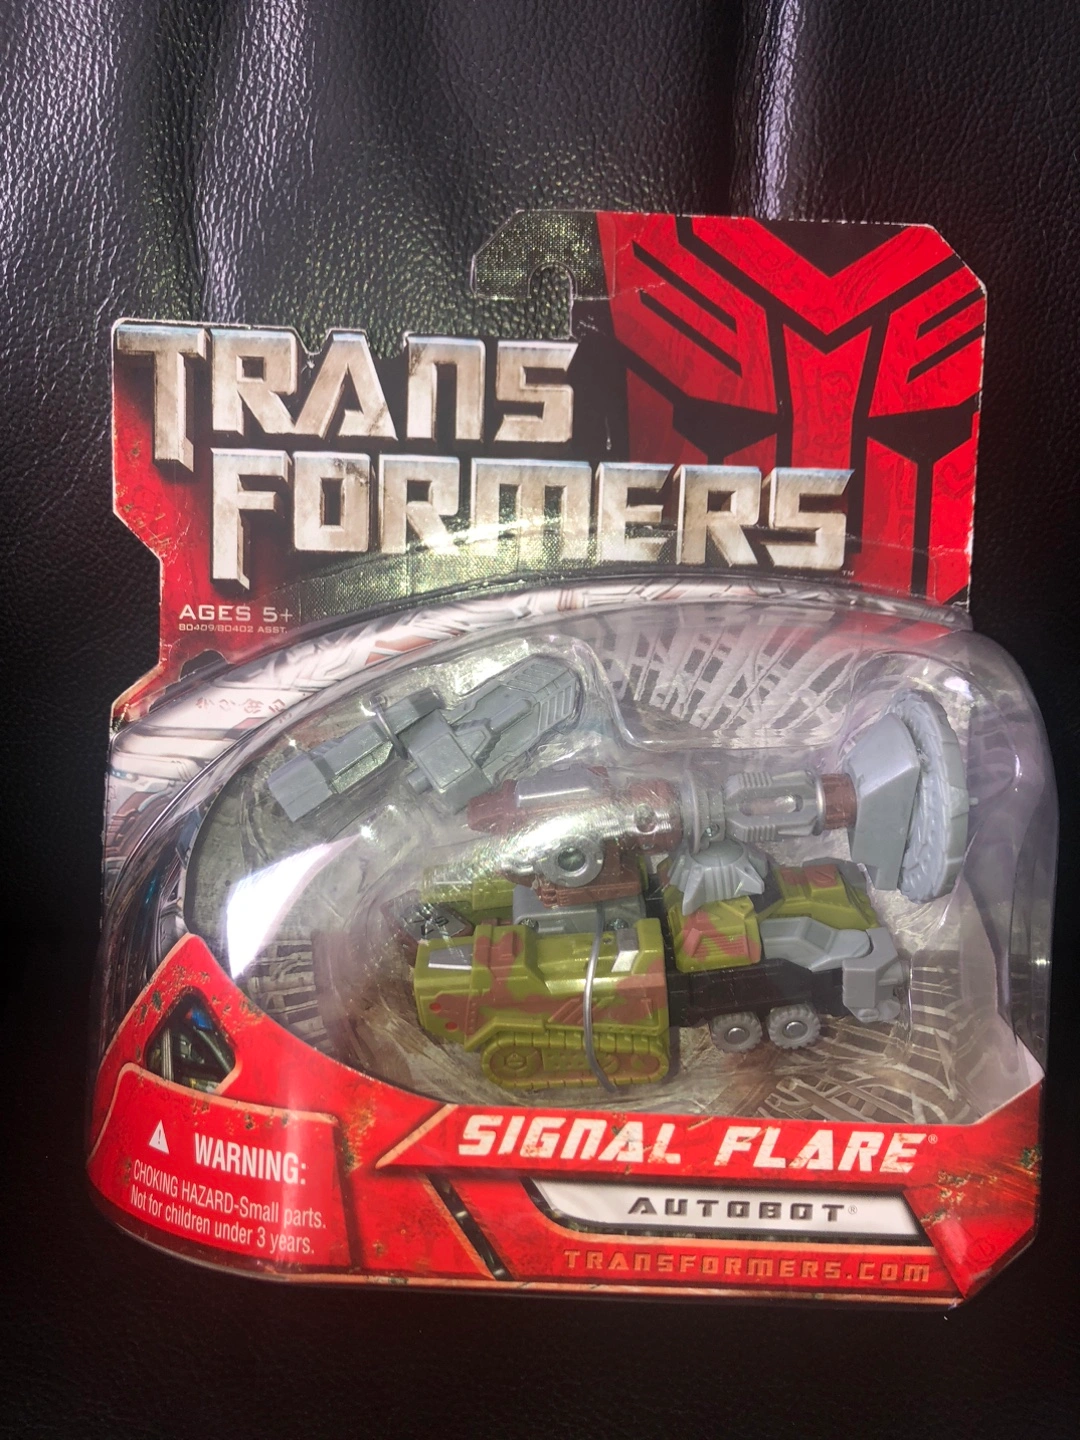 TRANS
FORMERS™
AGES 5+
80409/80402 ASST.
SIGNAL FLARE®
AUTOBOT®
TRANSFORMERS.COM
WARNING:
CHOKING HAZARD-Small parts.
Not for children under 3 years.